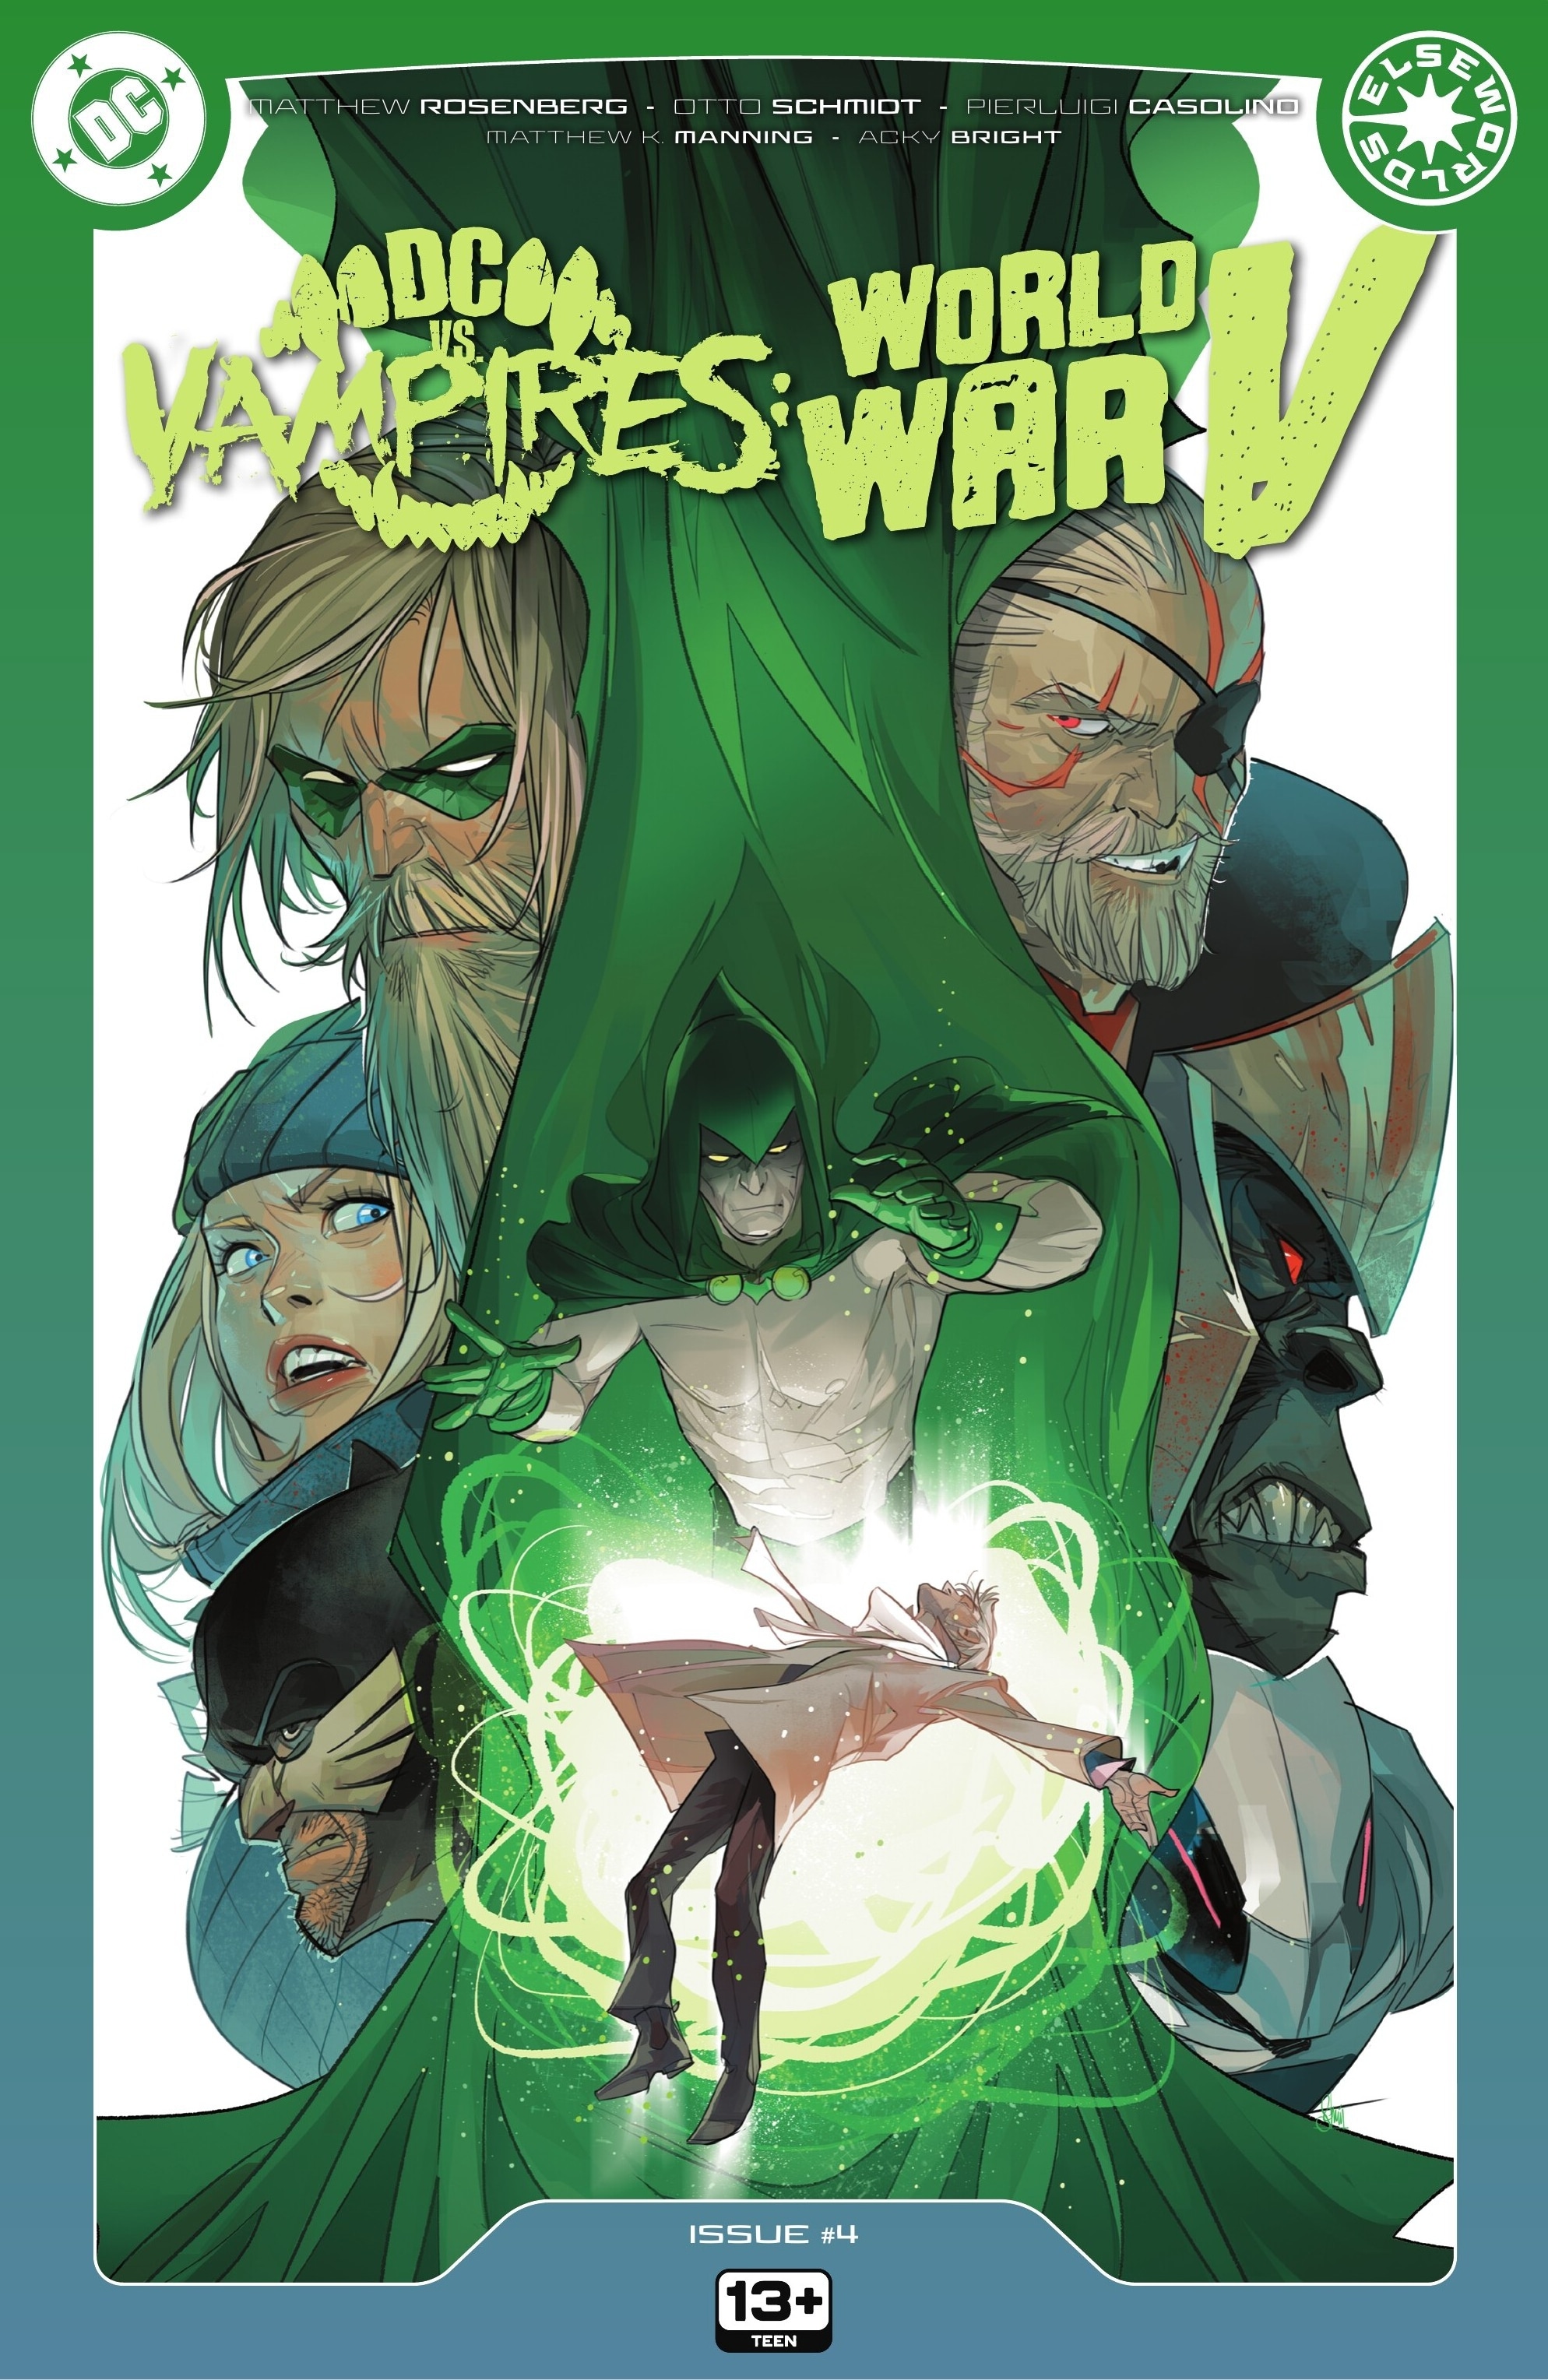 DC
ELSEWORLDS
MATTHEW ROSENBERG - OTTO SCHMIDT - PIERLUIGI CASOLINO
MATTHEW K. MANNING - ACKY BRIGHT
DC
VS.
VAMPIRES:
WORLD
WAR
V
ISSUE #4
13+
TEEN